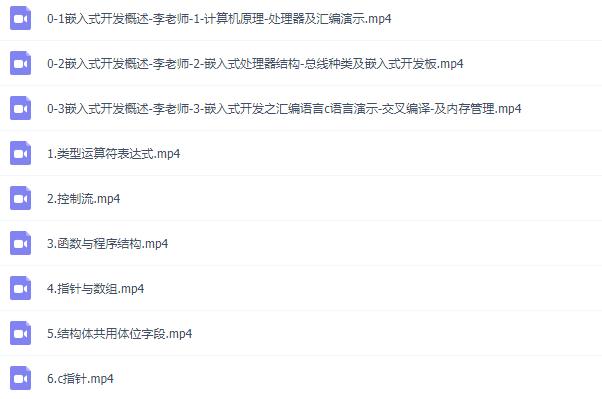 0-1嵌入式开发概述-李老师-1-计算机原理-处理器及汇编演示.mp4
0-2嵌入式开发概述-李老师-2-嵌入式处理器结构-总线种类及嵌入式开发板.mp4
0-3嵌入式开发概述-李老师-3-嵌入式开发之汇编语言c语言演示-交叉编译-及内存管理.mp4
1.类型运算符表达式.mp4
2.控制流.mp4
3.函数与程序结构.mp4
4.指针与数组.mp4
5.结构体共用体位字段.mp4
6.c指针.mp4